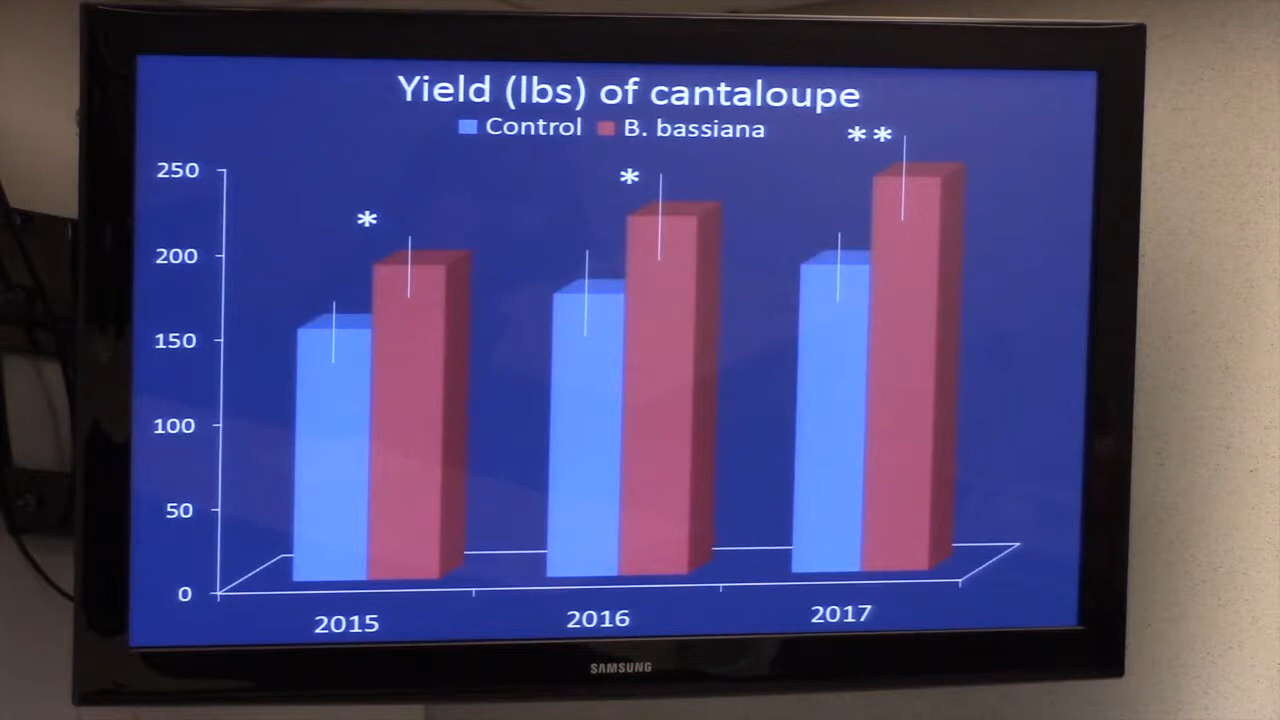 Yield (lbs) of cantaloupe
Control B. bassiana
**
*
*
250
200
150
100
50
0
2015 2016 2017
SAMSUNG